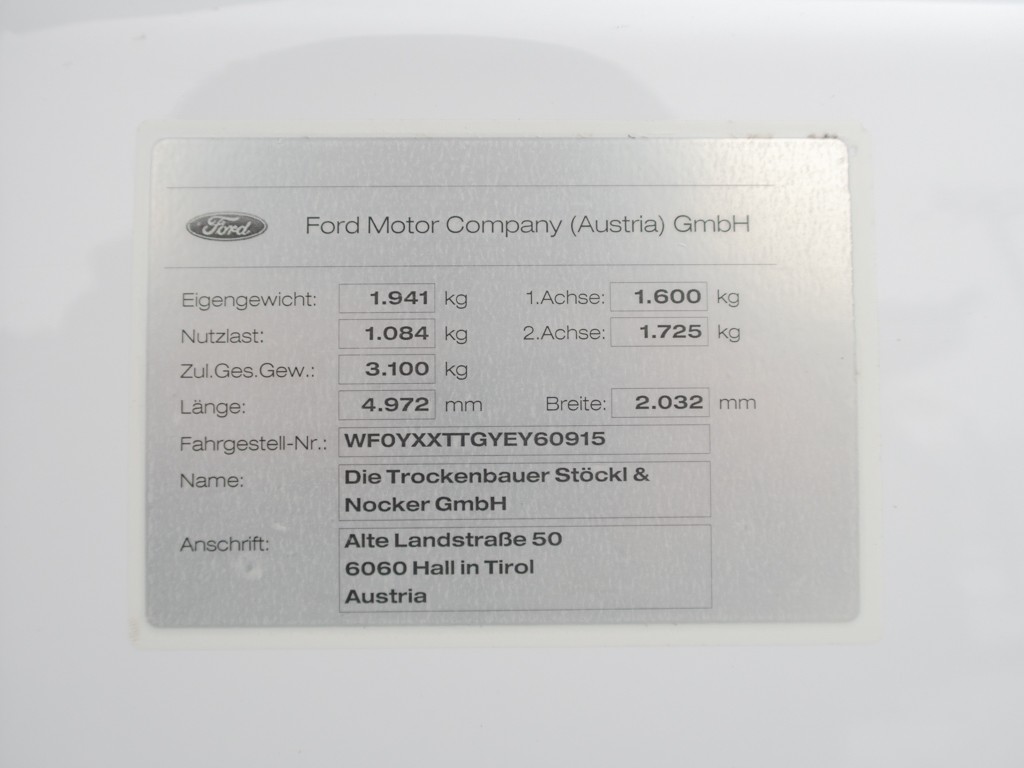 Ford Ford Motor Company (Austria) GmbH
Eigengewicht: 1.941 kg 1.Achse: 1.600 kg
Nutzlast: 1.084 kg 2.Achse: 1.725 kg
Zul.Ges.Gew.: 3.100 kg
Länge: 4.972 mm Breite: 2.032 mm
Fahrgestell-Nr.: WF0YXXTTGYEY60915
Name: Die Trockenbauer Stöckl &
Nocker GmbH
Anschrift: Alte Landstraße 50
6060 Hall in Tirol
Austria